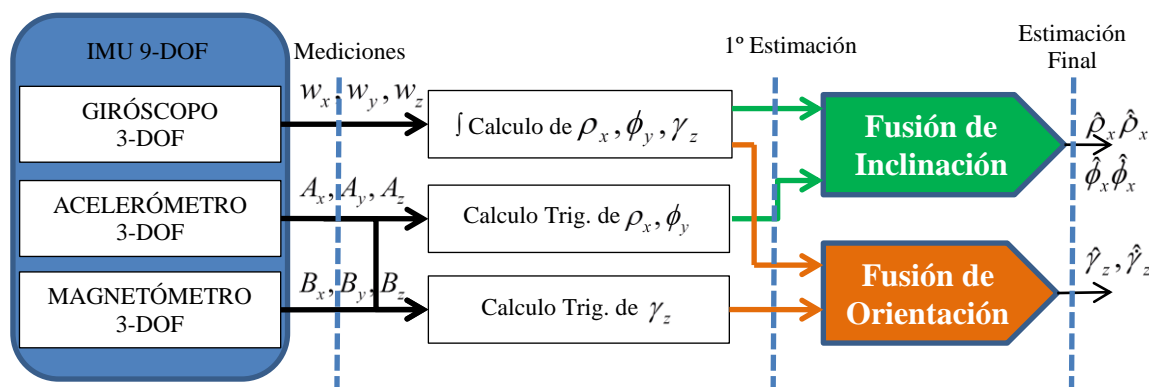 IMU 9-DOF
Mediciones
1º Estimación
Estimación
Final
GIRÓSCOPO
3-DOF
w_x, w_y, w_z
∫ Calculo de ρ_x, ϕ_y, γ_z
Fusión de
Inclinación
ρ̂_x ρ̂̇_x
ϕ̂_x ϕ̂̇_x
ACELERÓMETRO
3-DOF
A_x, A_y, A_z
Calculo Trig. de ρ_x, ϕ_y
MAGNETÓMETRO
3-DOF
B_x, B_y, B_z
Calculo Trig. de γ_z
Fusión de
Orientación
γ̂_z, γ̂̇_z